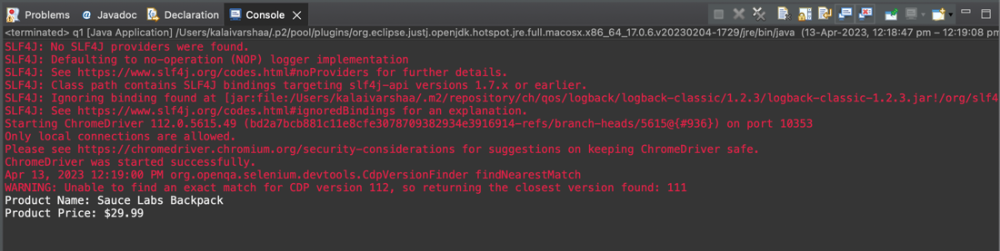 Problems @ Javadoc Declaration Console
<terminated> q1 [Java Application] /Users/kalaivarshaa/.p2/pool/plugins/org.eclipse.justj.openjdk.hotspot.jre.full.macosx.x86_64_17.0.6.v20230204-1729/jre/bin/java (13-Apr-2023, 12:18:47 pm – 12:19:08 pm)
SLF4J: No SLF4J providers were found.
SLF4J: Defaulting to no-operation (NOP) logger implementation
SLF4J: See https://www.slf4j.org/codes.html#noProviders for further details.
SLF4J: Class path contains SLF4J bindings targeting slf4j-api versions 1.7.x or earlier.
SLF4J: Ignoring binding found at [jar:file:/Users/kalaivarshaa/.m2/repository/ch/qos/logback/logback-classic/1.2.3/logback-classic-1.2.3.jar!/org/slf4
SLF4J: See https://www.slf4j.org/codes.html#ignoredBindings for an explanation.
Starting ChromeDriver 112.0.5615.49 (bd2a7bcb881c11e8cfe3078709382934e3916914-refs/branch-heads/5615@{#936}) on port 10353
Only local connections are allowed.
Please see https://chromedriver.chromium.org/security-considerations for suggestions on keeping ChromeDriver safe.
ChromeDriver was started successfully.
Apr 13, 2023 12:19:00 PM org.openqa.selenium.devtools.CdpVersionFinder findNearestMatch
WARNING: Unable to find an exact match for CDP version 112, so returning the closest version found: 111
Product Name: Sauce Labs Backpack
Product Price: $29.99